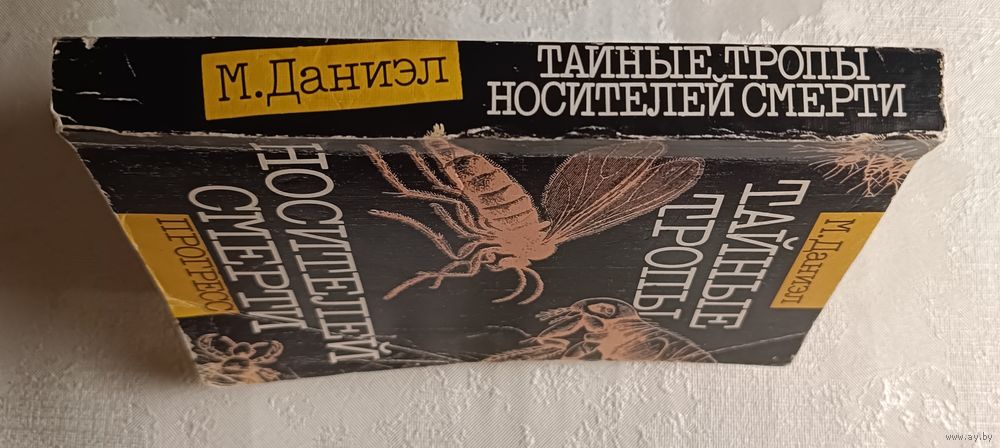 М.Даниэл
ТАЙНЫЕ ТРОПЫ
НОСИТЕЛЕЙ СМЕРТИ
М.Даниэл
ТАЙНЫЕ
ТРОПЫ
НОСИТЕЛЕЙ
СМЕРТИ
ПРОГРЕСС
www.ay.by